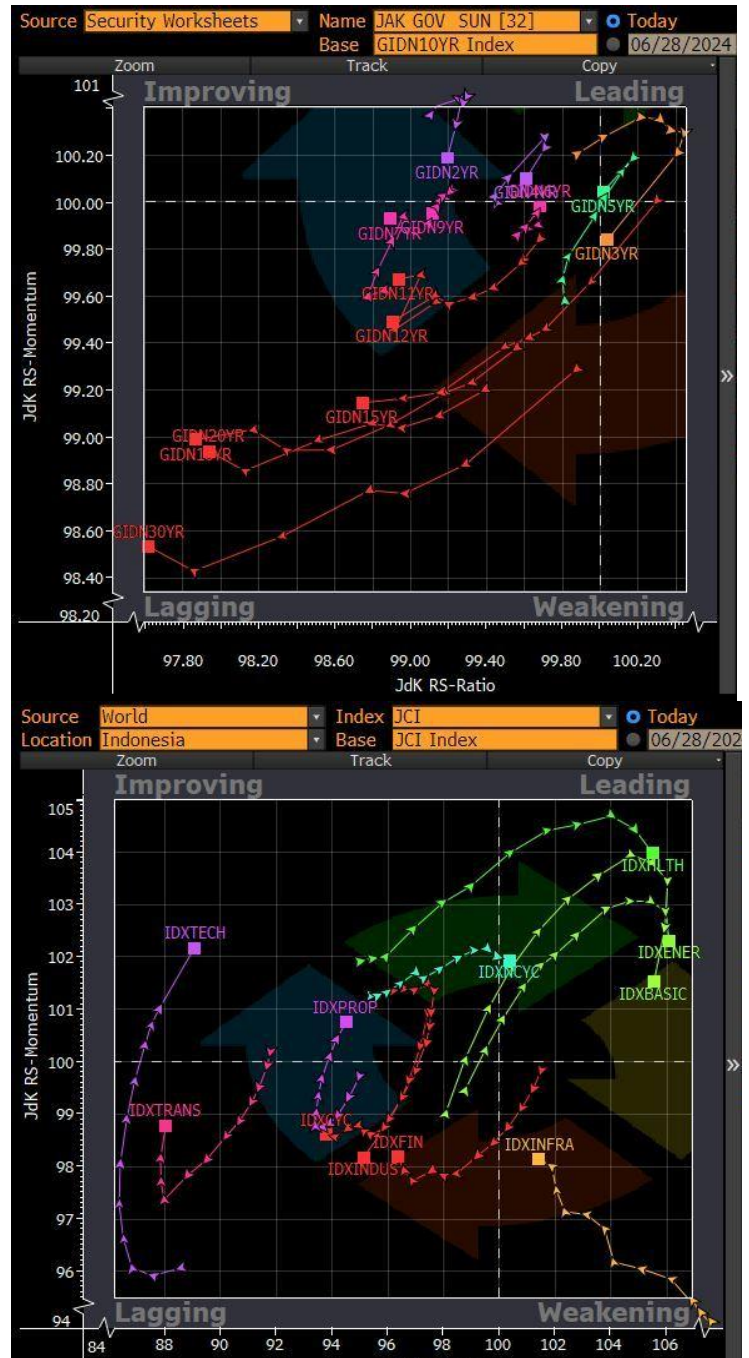 Source Security Worksheets Name JAK GOV SUN [32] Today
Base GIDN10YR Index 06/28/2024
Zoom Track Copy
Improving Leading
101
100.20
100.00
99.80
99.60
99.40
99.20
99.00
98.80
98.60
98.40
98.20
JdK RS-Momentum
GIDN2YR
GIDN5YR
GIDN7YR
GIDN9YR
GIDN3YR
GIDN11YR
GIDN12YR
GIDN15YR
GIDN20YR
GIDN30YR
Lagging Weakening
97.80 98.20 98.60 99.00 99.40 99.80 100.20
JdK RS-Ratio
»
Source World Index JCI Today
Location Indonesia Base JCI Index 06/28/202
Zoom Track Copy
Improving Leading
105
104
103
102
101
100
99
98
97
96
94
JdK RS-Momentum
IDXHLTH
IDXTECH
IDXNCYC
IDXENER
IDXBASIC
IDXPROP
IDXTRANS
IDXCYC
IDXFIN
IDXINDUS
IDXINFRA
Lagging Weakening
84 88 90 92 94 96 98 100 102 104 106
»